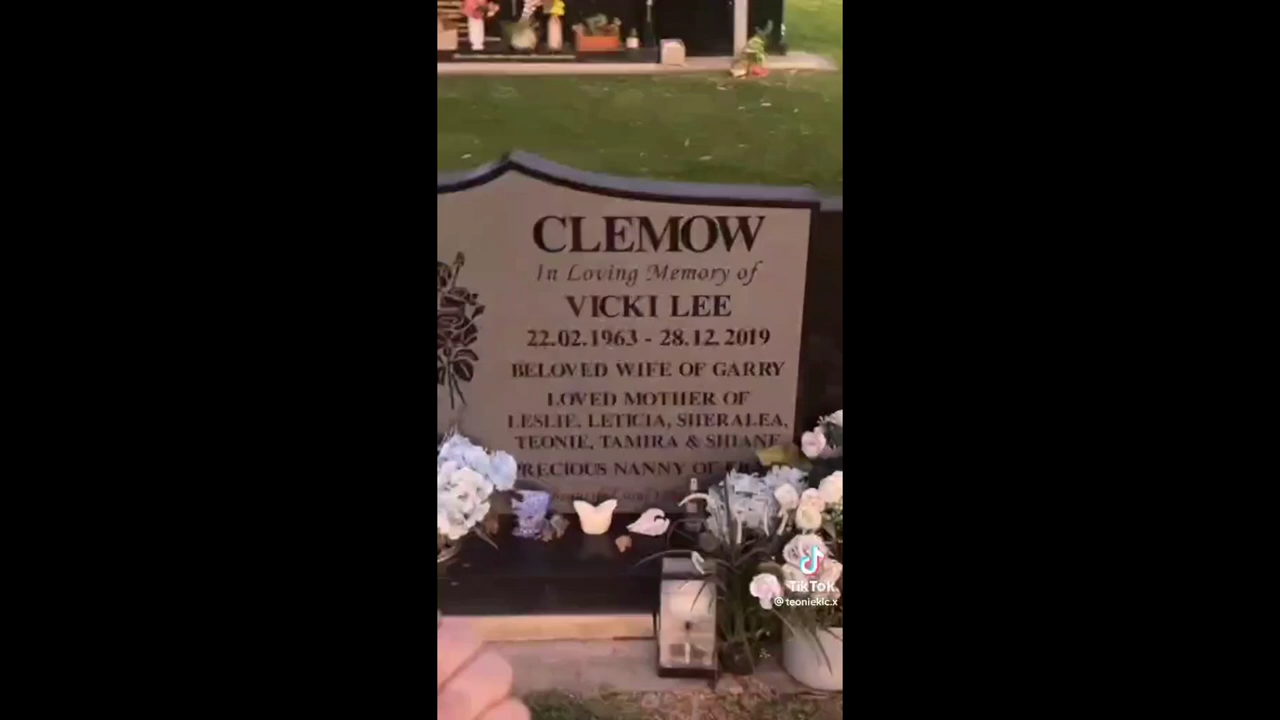 CLEMOW
In Loving Memory of
VICKI LEE
22.02.1963 - 28.12.2019
BELOVED WIFE OF GARRY
LOVED MOTHER OF
LESLIE, LETICIA, SHERALEA,
TEONIE, TAMIRA & SHIANE
PRECIOUS NANNY OF
TikTok
@teoniekic.x